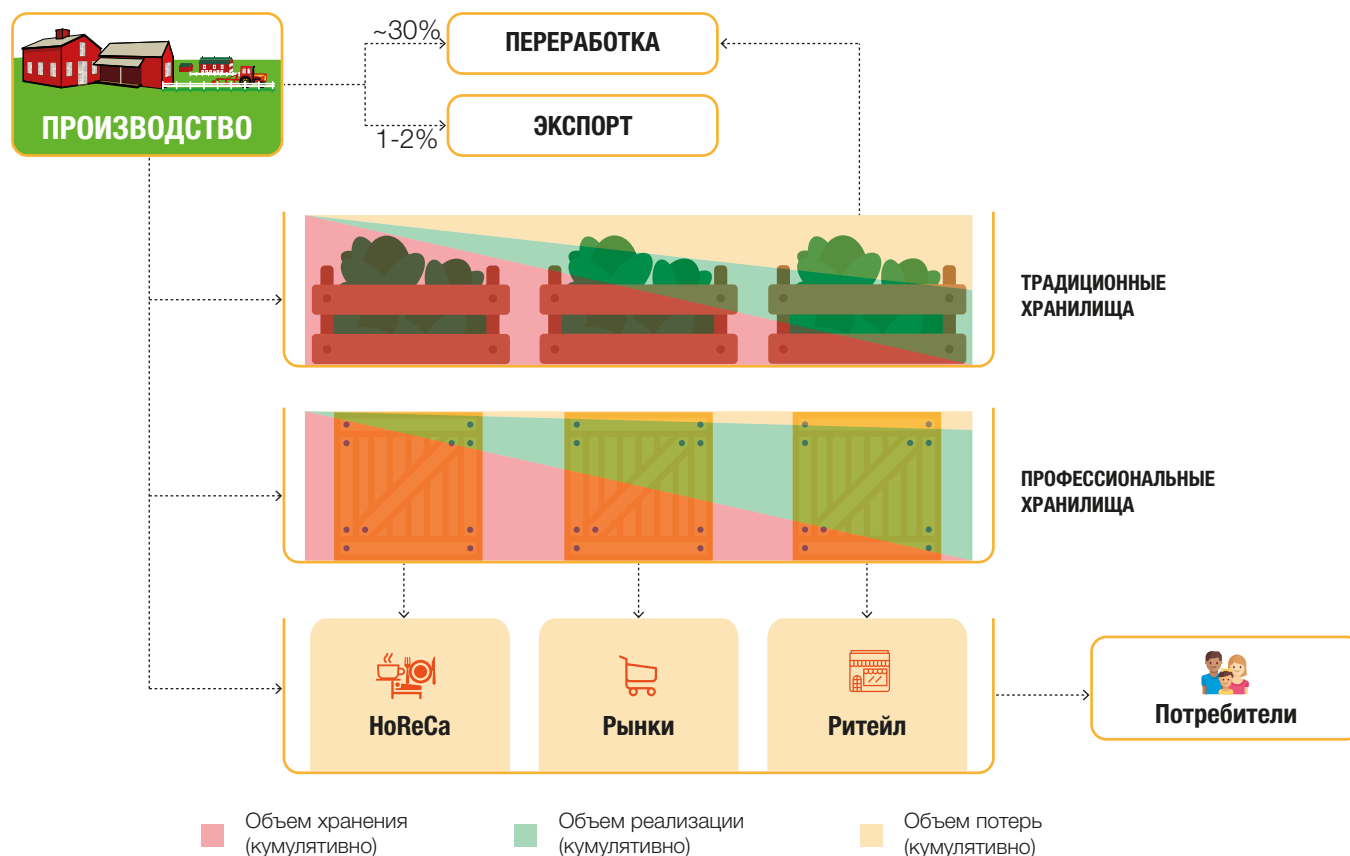 ~30%
ПЕРЕРАБОТКА
ПРОИЗВОДСТВО
1-2%
ЭКСПОРТ
ТРАДИЦИОННЫЕ
ХРАНИЛИЩА
ПРОФЕССИОНАЛЬНЫЕ
ХРАНИЛИЩА
HoReCa
Рынки
Ритейл
Потребители
Объем хранения
(кумулятивно)
Объем реализации
(кумулятивно)
Объем потерь
(кумулятивно)